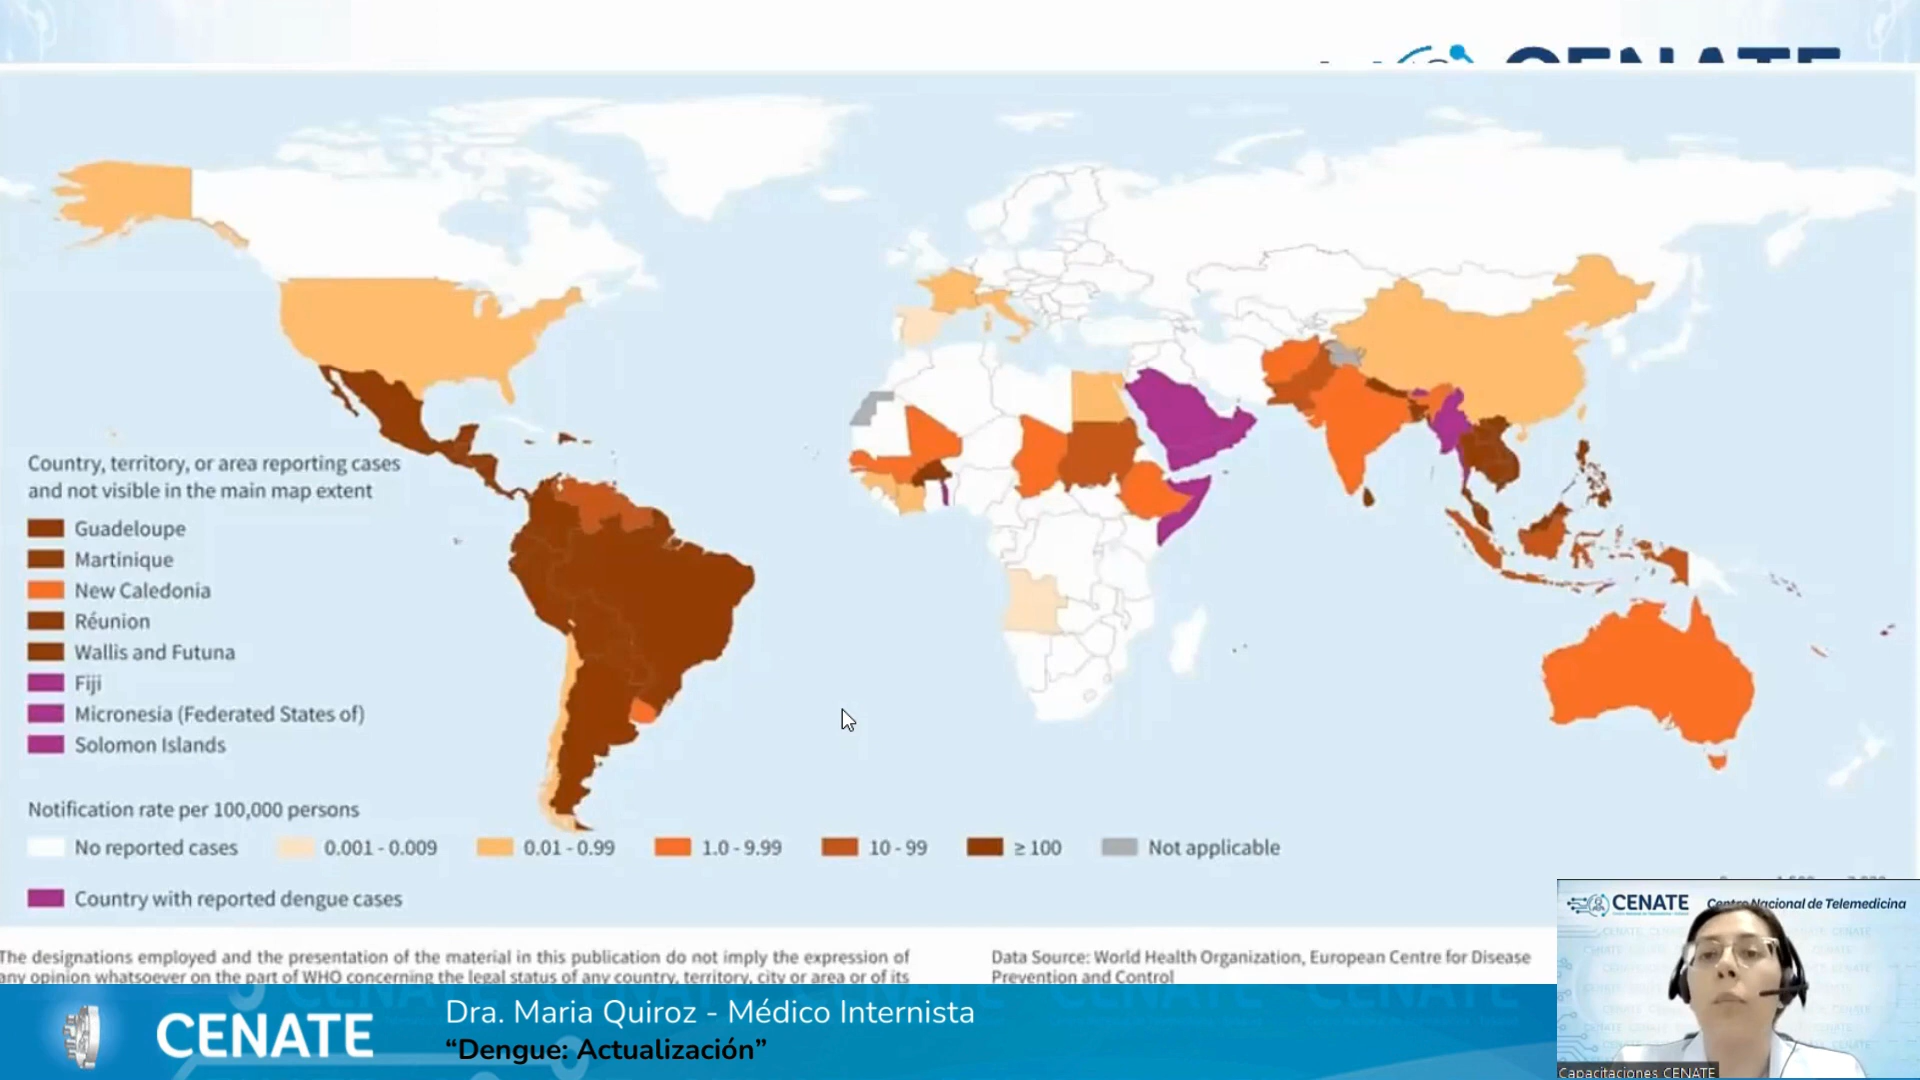 CENATE
Country, territory, or area reporting cases
and not visible in the main map extent
Guadeloupe
Martinique
New Caledonia
Réunion
Wallis and Futuna
Fiji
Micronesia (Federated States of)
Solomon Islands
Notification rate per 100,000 persons
No reported cases
0.001 - 0.009
0.01 - 0.99
1.0 - 9.99
10 - 99
≥ 100
Not applicable
Country with reported dengue cases
The designations employed and the presentation of the material in this publication do not imply the expression of
any opinion whatsoever on the part of WHO concerning the legal status of any country, territory, city or area or of its
Data Source: World Health Organization, European Centre for Disease
Prevention and Control
CENATE
Centro Nacional de Telemedicina
Capacitaciones CENATE
CENATE
Dra. Maria Quiroz - Médico Internista
“Dengue: Actualización”